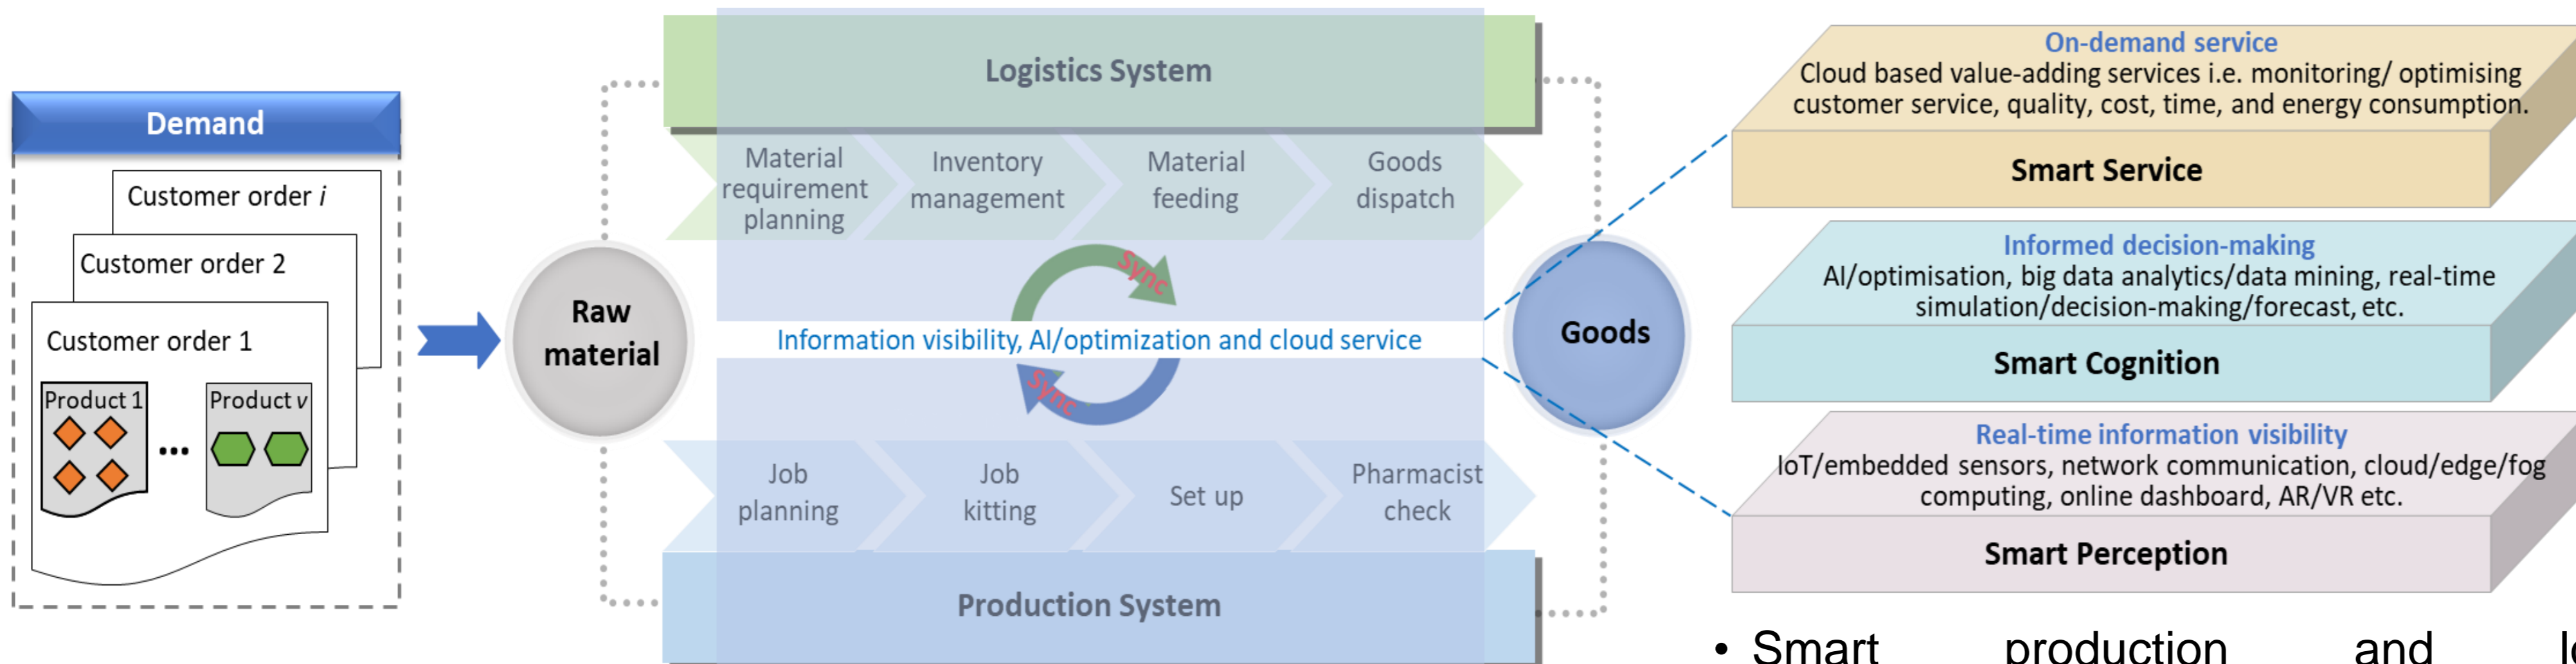 Demand
Customer order i
Customer order 2
Customer order 1
Product 1
...
Product v
Raw
material
Logistics System
Material
requirement
planning
Inventory
management
Material
feeding
Goods
dispatch
Sync
Information visibility, AI/optimization and cloud service
Sync
Job
planning
Job
kitting
Set up
Pharmacist
check
Production System
Goods
On-demand service
Cloud based value-adding services i.e. monitoring/ optimising
customer service, quality, cost, time, and energy consumption.
Smart Service
Informed decision-making
AI/optimisation, big data analytics/data mining, real-time
simulation/decision-making/forecast, etc.
Smart Cognition
Real-time information visibility
IoT/embedded sensors, network communication, cloud/edge/fog
computing, online dashboard, AR/VR etc.
Smart Perception
• Smart production and